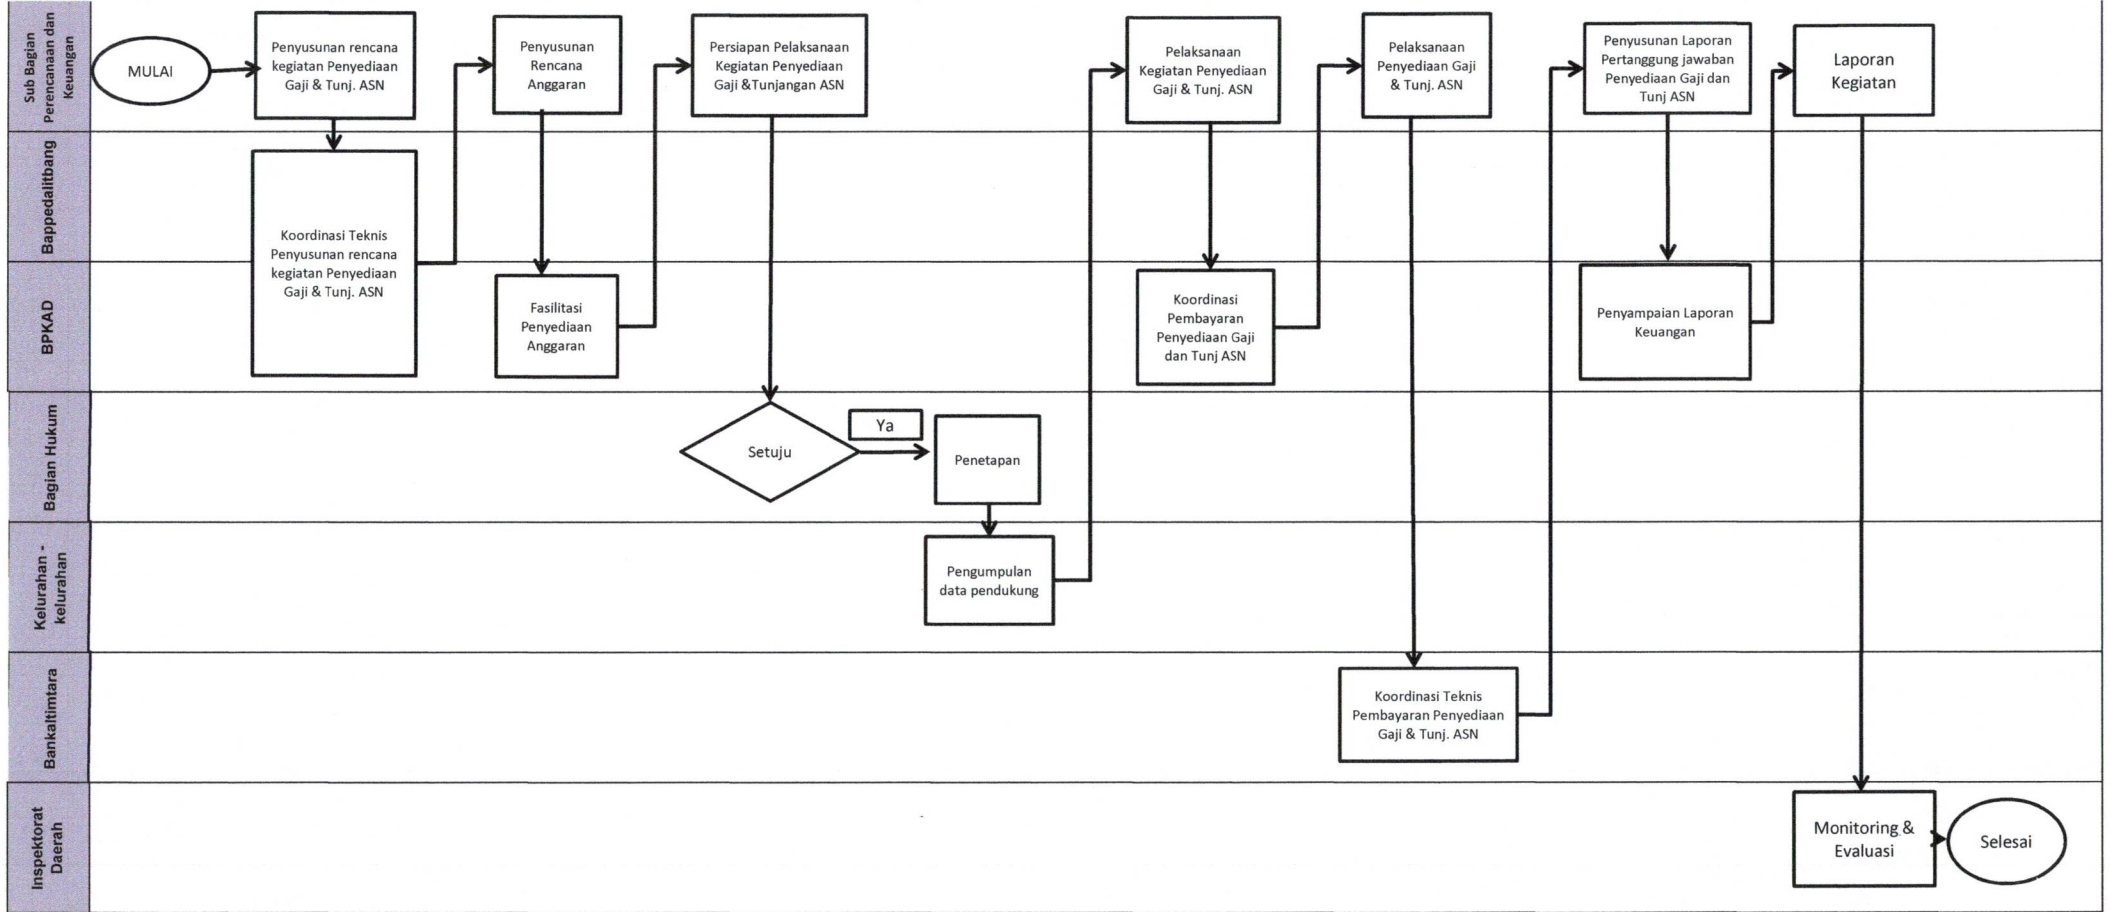 Sub Bagian
Perencanaan dan
Keuangan
MULAI
Penyusunan rencana
kegiatan Penyediaan
Gaji & Tunj. ASN
Penyusunan
Rencana
Anggaran
Persiapan Pelaksanaan
Kegiatan Penyediaan
Gaji &Tunjangan ASN
Pelaksanaan
Kegiatan Penyediaan
Gaji & Tunj. ASN
Pelaksanaan
Penyediaan Gaji
& Tunj. ASN
Penyusunan Laporan
Pertanggung jawaban
Penyediaan Gaji dan
Tunj ASN
Laporan
Kegiatan
Bappedalitbang
Koordinasi Teknis
Penyusunan rencana
kegiatan Penyediaan
Gaji & Tunj. ASN
BPKAD
Fasilitasi
Penyediaan
Anggaran
Koordinasi
Pembayaran
Penyediaan Gaji
dan Tunj ASN
Penyampaian Laporan
Keuangan
Bagian Hukum
Setuju
Ya
Penetapan
Kelurahan -
kelurahan
Pengumpulan
data pendukung
Bankaltimtara
Koordinasi Teknis
Pembayaran Penyediaan
Gaji & Tunj. ASN
Inspektorat
Daerah
Monitoring &
Evaluasi
Selesai